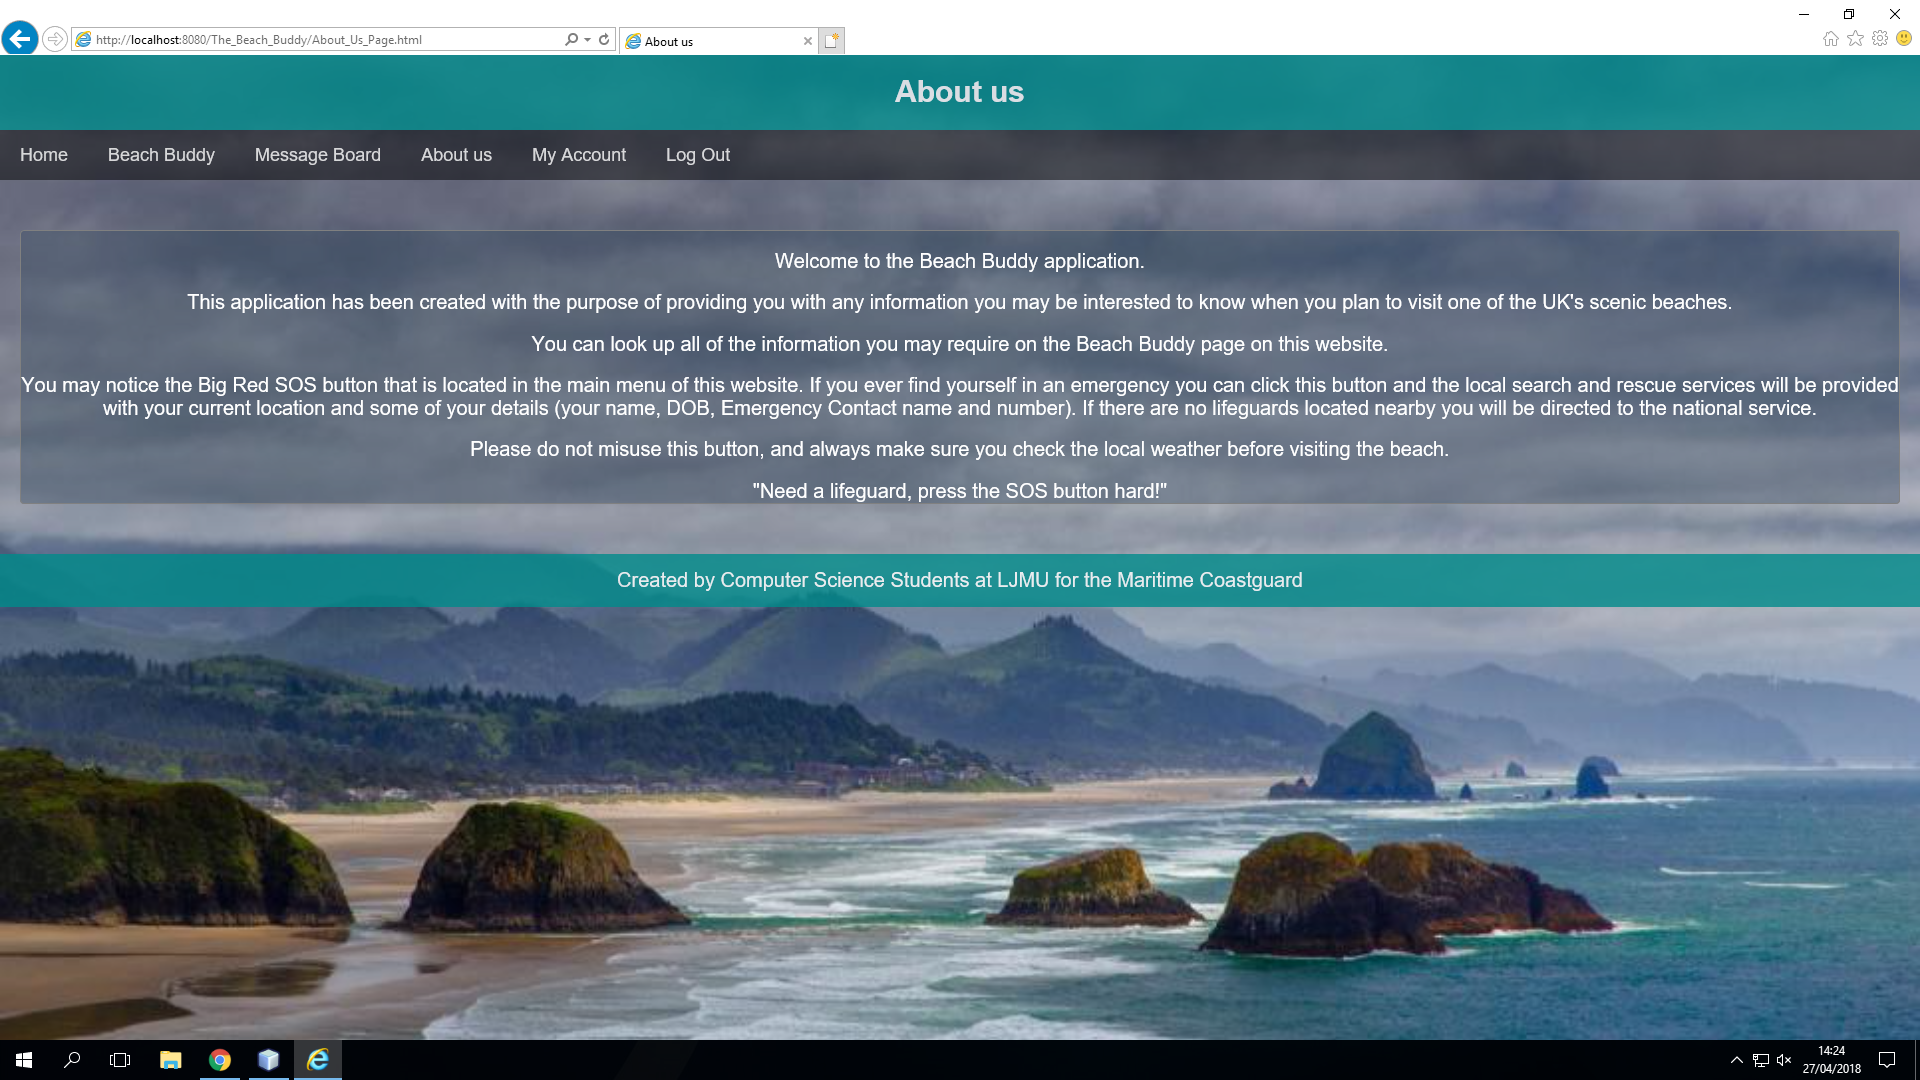 http://localhost:8080/The_Beach_Buddy/About_Us_Page.html
About us
About us
Home Beach Buddy Message Board About us My Account Log Out
Welcome to the Beach Buddy application.
This application has been created with the purpose of providing you with any information you may be interested to know when you plan to visit one of the UK's scenic beaches.
You can look up all of the information you may require on the Beach Buddy page on this website.
You may notice the Big Red SOS button that is located in the main menu of this website. If you ever find yourself in an emergency you can click this button and the local search and rescue services will be provided
with your current location and some of your details (your name, DOB, Emergency Contact name and number). If there are no lifeguards located nearby you will be directed to the national service.
Please do not misuse this button, and always make sure you check the local weather before visiting the beach.
"Need a lifeguard, press the SOS button hard!"
Created by Computer Science Students at LJMU for the Maritime Coastguard
14:24
27/04/2018